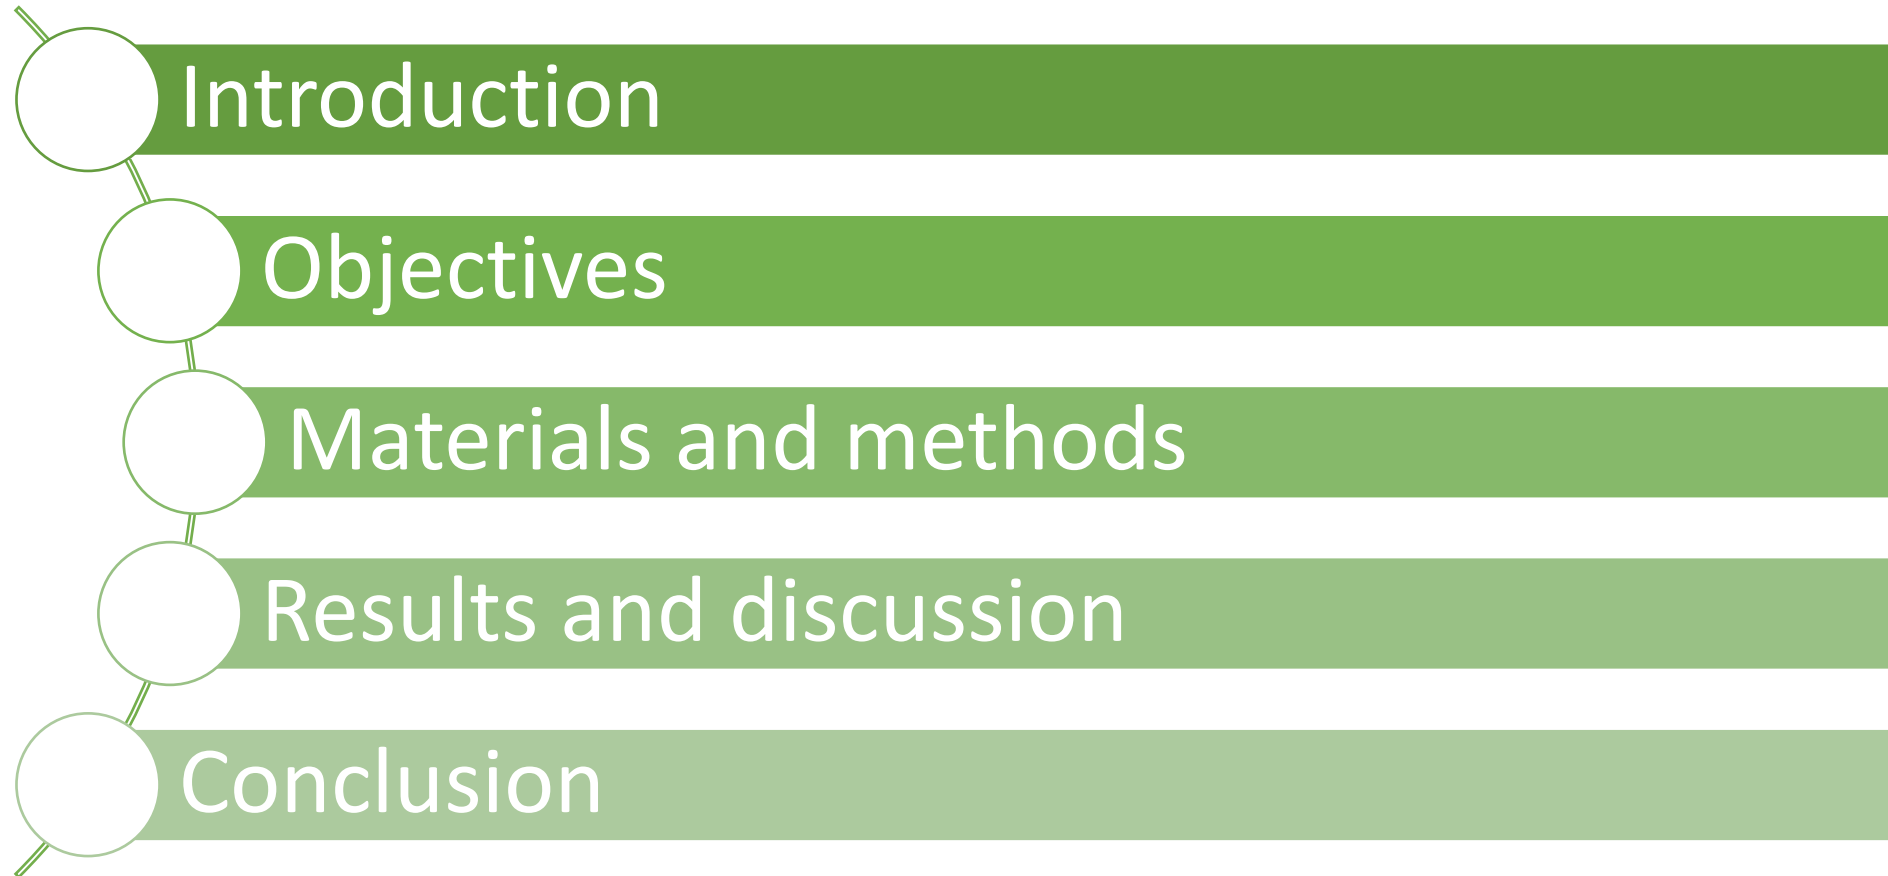 Introduction
Objectives
Materials and methods
Results and discussion
Conclusion